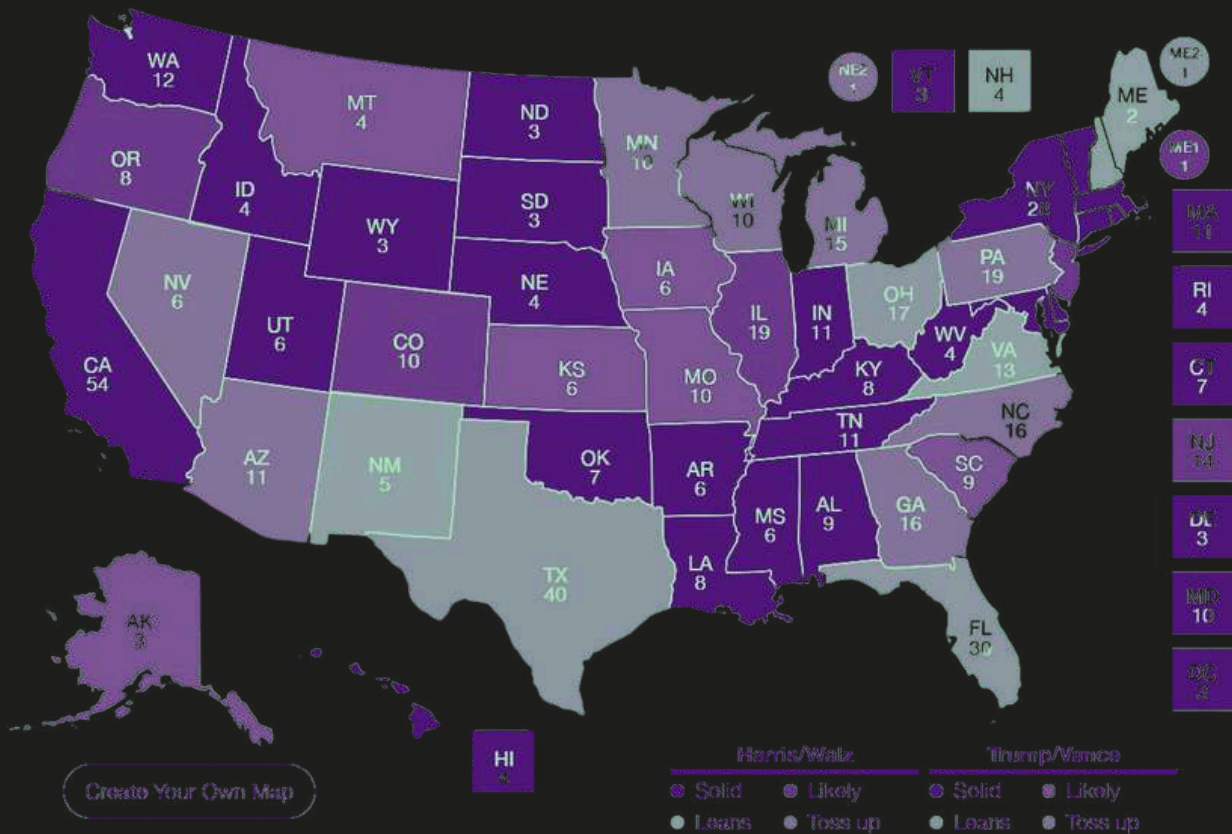 WA
12
MT
4
ND
3
MN
10
NE2
1
VT
3
NH
4
ME2
1
ME
2
OR
8
ID
4
WY
3
SD
3
WI
10
MI
15
NY
28
ME1
1
MA
11
NV
6
UT
6
CO
10
NE
4
IA
6
IL
19
IN
11
OH
17
PA
19
WV
4
VA
13
RI
4
CA
54
KS
6
MO
10
KY
8
CT
7
AZ
11
NM
5
OK
7
AR
6
TN
11
NC
16
SC
9
NJ
14
TX
40
LA
8
MS
6
AL
9
GA
16
DE
3
AK
3
FL
30
MD
10
DC
3
HI
4
Create Your Own Map
Harris/Walz
Solid Likely
Leans Toss up
Trump/Vance
Solid Likely
Leans Toss up